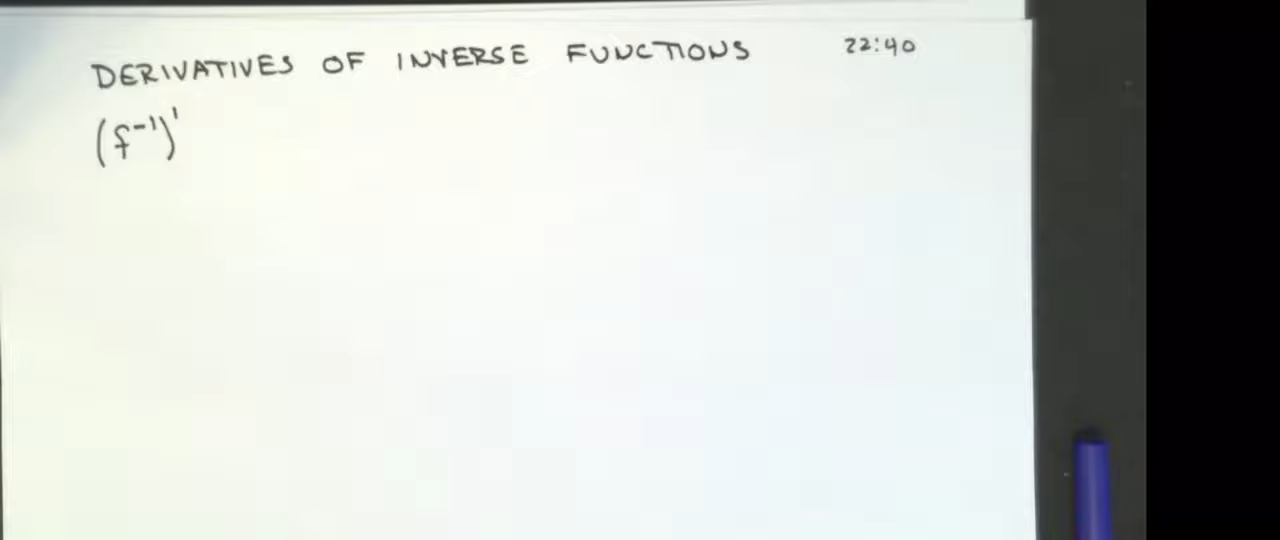 DERIVATIVES OF INVERSE FUNCTIONS 22:40
(f⁻¹)'